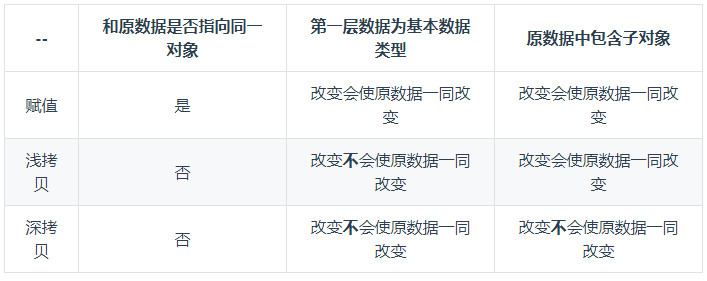 --
和原数据是否指向同一
对象
第一层数据为基本数据
类型
原数据中包含子对象
赋值
是
改变会使原数据一同改
变
改变会使原数据一同改
变
浅拷
贝
否
改变不会使原数据一同
改变
改变会使原数据一同改
变
深拷
贝
否
改变不会使原数据一同
改变
改变不会使原数据一同
改变